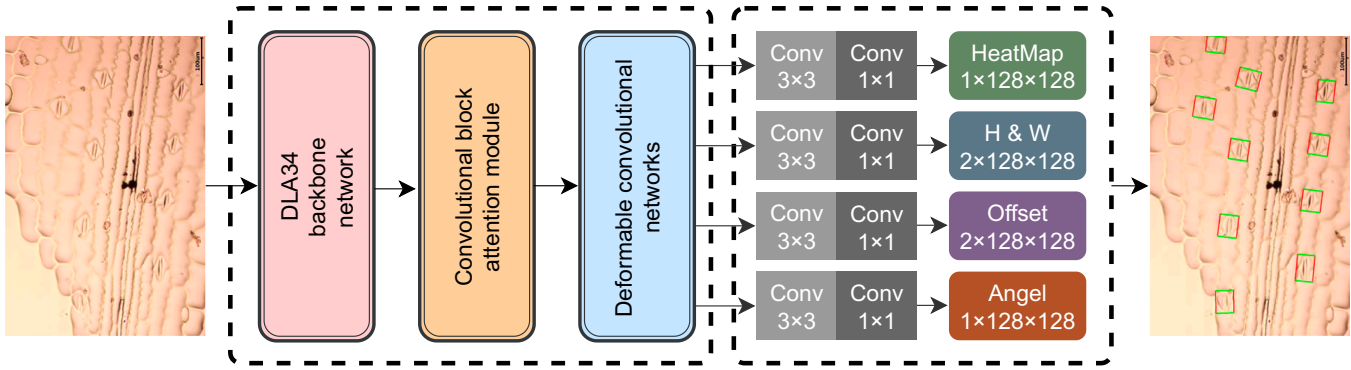 100um
DLA34
backbone
network
Convolutional block
attention module
Deformable convolutional
networks
Conv
3×3
Conv
1×1
HeatMap
1×128×128
Conv
3×3
Conv
1×1
H & W
2×128×128
Conv
3×3
Conv
1×1
Offset
2×128×128
Conv
3×3
Conv
1×1
Angel
1×128×128
100um